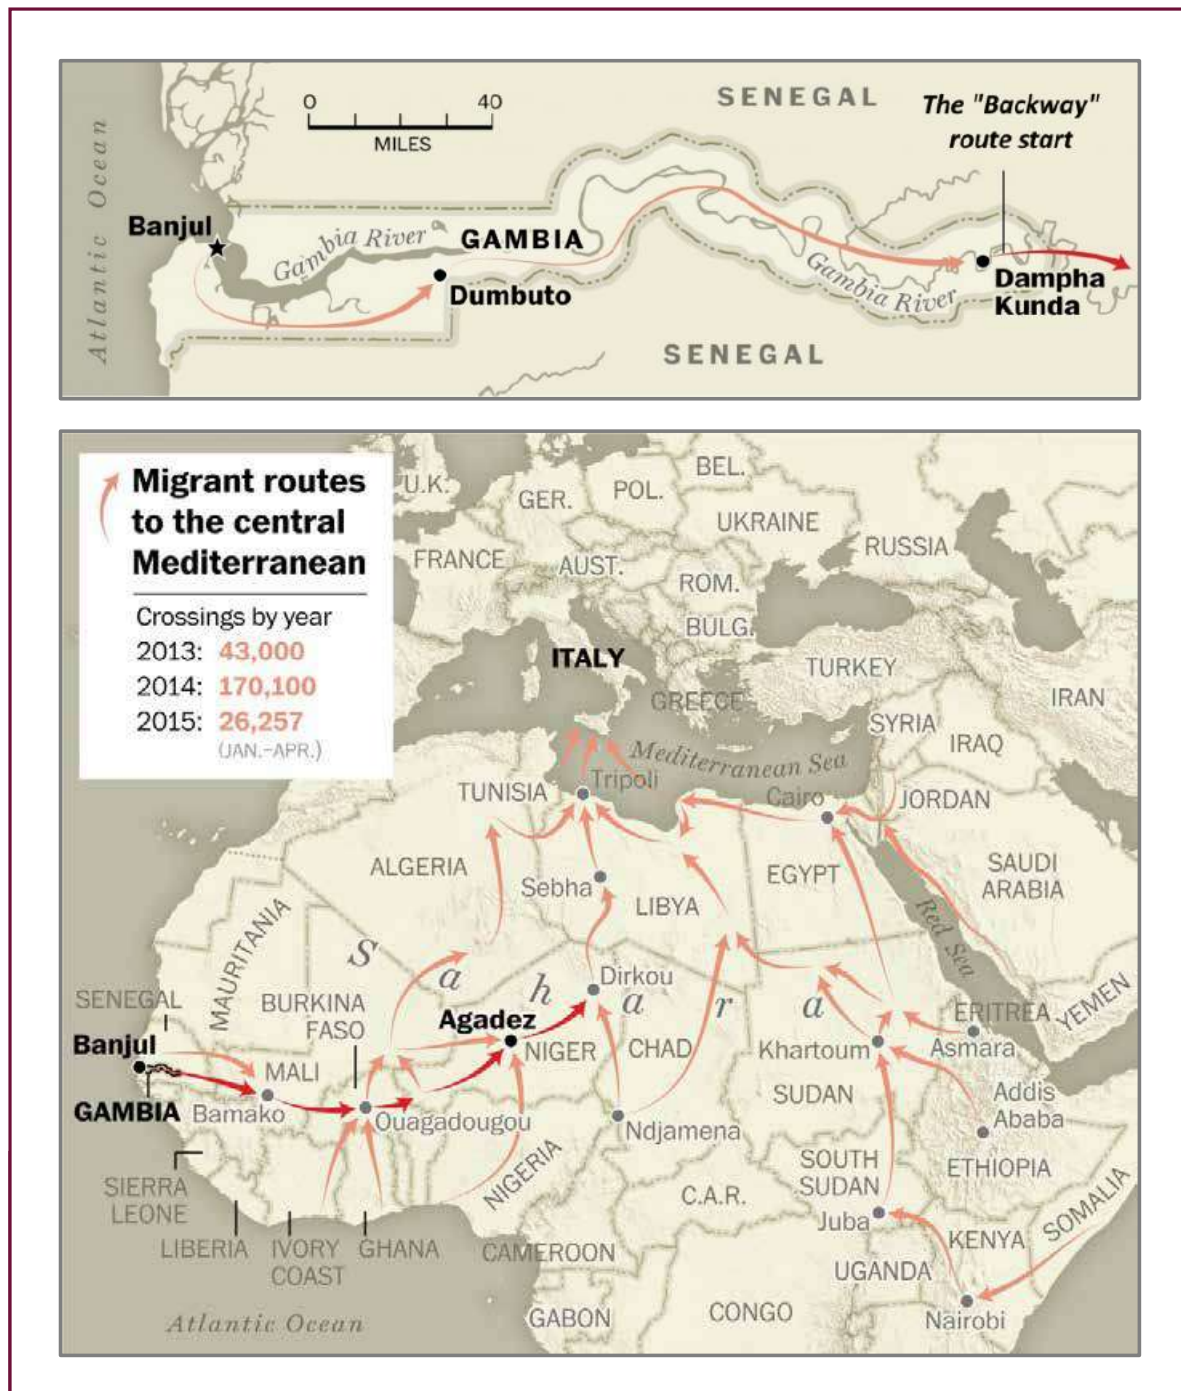 Atlantic Ocean
0 40
MILES
SENEGAL
The "Backway"
route start
Banjul
Gambia River
GAMBIA
Dumbuto
Gambia River
Dampha
Kunda
SENEGAL
Migrant routes
to the central
Mediterranean
Crossings by year
2013: 43,000
2014: 170,100
2015: 26,257
(JAN.–APR.)
U.K.
GER.
POL.
BEL.
UKRAINE
RUSSIA
FRANCE
AUST.
ROM.
BULG.
ITALY
GREECE
TURKEY
SYRIA
IRAQ
IRAN
Mediterranean Sea
TUNISIA
Tripoli
Cairo
JORDAN
ALGERIA
Sebha
LIBYA
EGYPT
SAUDI
ARABIA
Red Sea
MAURITANIA
S a h a r a
SENEGAL
BURKINA
FASO
Dirkou
Agadez
NIGER
CHAD
Khartoum
ERITREA
Asmara
YEMEN
Banjul
MALI
GAMBIA
Bamako
Ouagadougou
Ndjamena
SUDAN
Addis
Ababa
ETHIOPIA
SIERRA
LEONE
LIBERIA
IVORY
COAST
GHANA
NIGERIA
CAMEROON
C.A.R.
SOUTH
SUDAN
Juba
SOMALIA
KENYA
UGANDA
Nairobi
GABON
CONGO
Atlantic Ocean